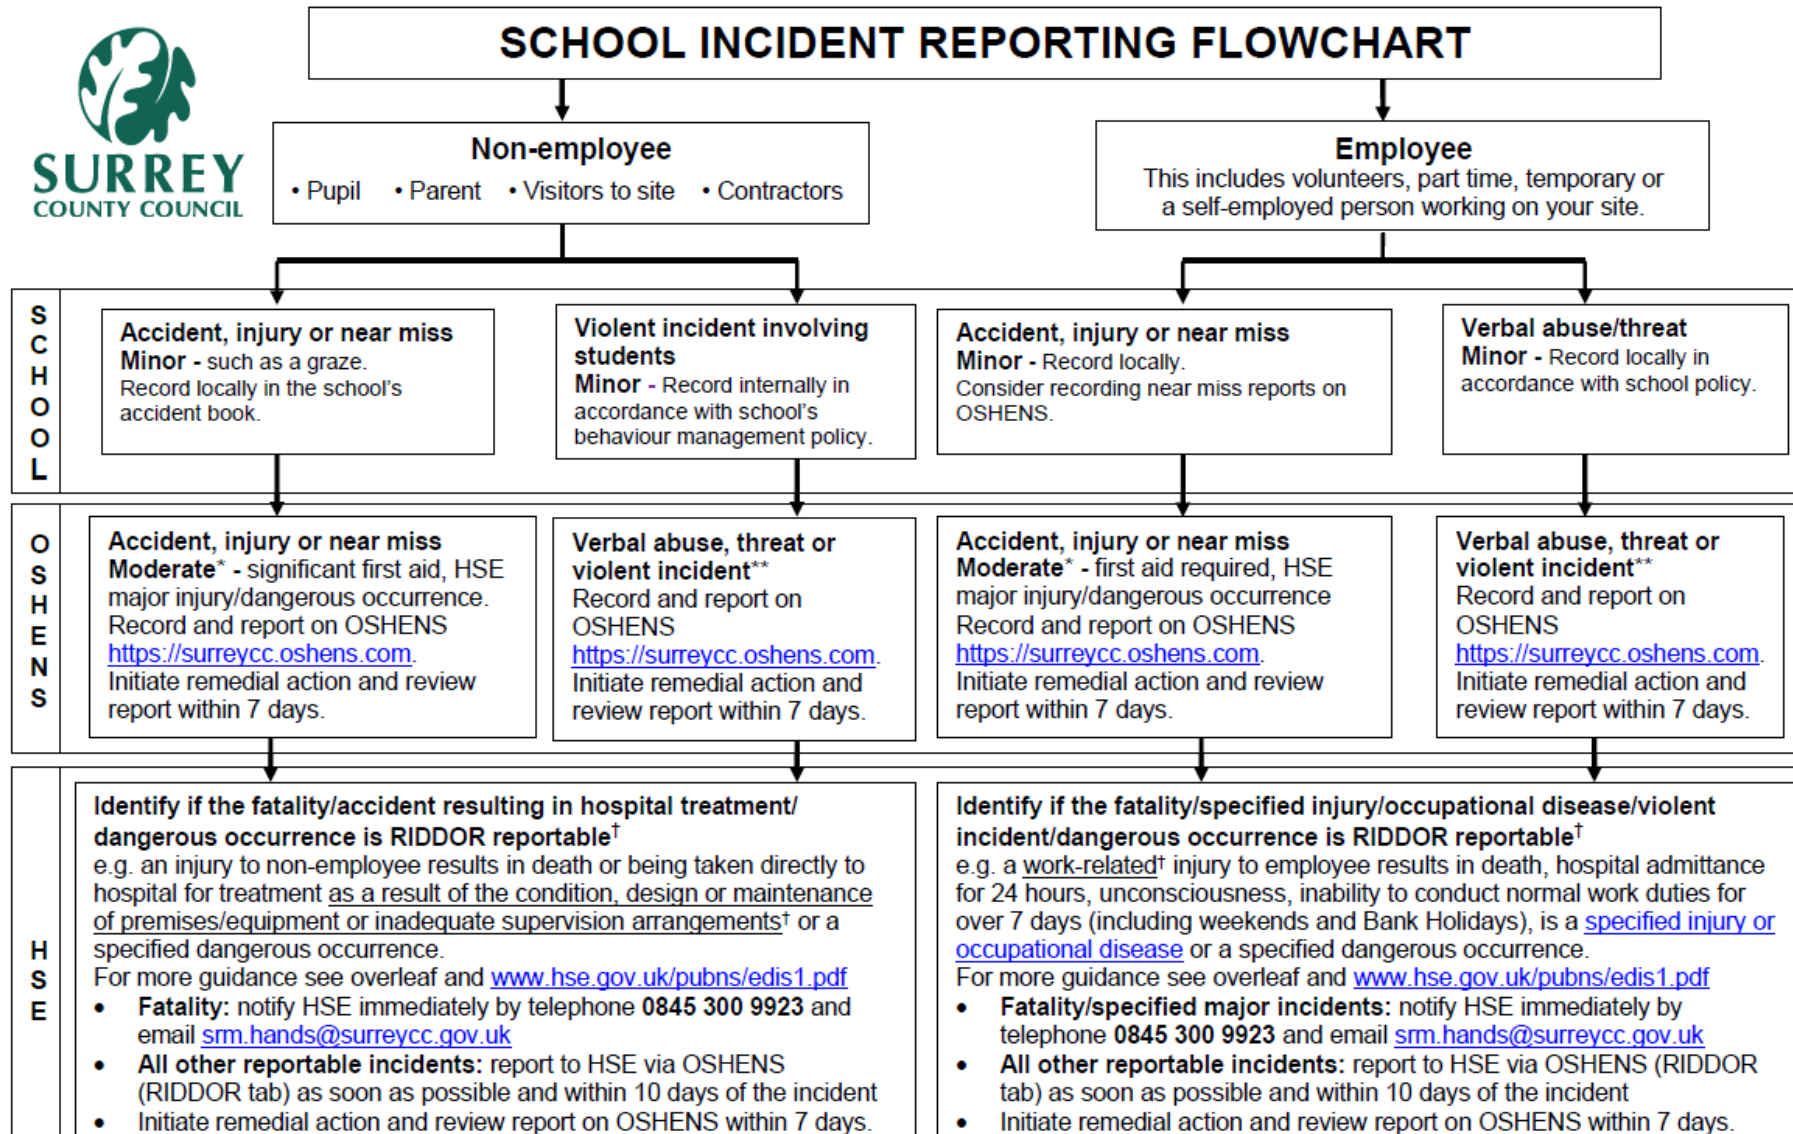 SCHOOL INCIDENT REPORTING FLOWCHART
SURREY
COUNTY COUNCIL
Non-employee
• Pupil • Parent • Visitors to site • Contractors
Employee
This includes volunteers, part time, temporary or
a self-employed person working on your site.
SCHOOL
Accident, injury or near miss
Minor - such as a graze.
Record locally in the school's
accident book.
Violent incident involving
students
Minor - Record internally in
accordance with school's
behaviour management policy.
Accident, injury or near miss
Minor - Record locally.
Consider recording near miss reports on
OSHENS.
Verbal abuse/threat
Minor - Record locally in
accordance with school policy.
OSHENS
Accident, injury or near miss
Moderate* - significant first aid, HSE
major injury/dangerous occurrence.
Record and report on OSHENS
https://surreycc.oshens.com.
Initiate remedial action and review
report within 7 days.
Verbal abuse, threat or
violent incident**
Record and report on
OSHENS
https://surreycc.oshens.com.
Initiate remedial action and
review report within 7 days.
Accident, injury or near miss
Moderate* - first aid required, HSE
major injury/dangerous occurrence
Record and report on OSHENS
https://surreycc.oshens.com.
Initiate remedial action and review
report within 7 days.
Verbal abuse, threat or
violent incident**
Record and report on
OSHENS
https://surreycc.oshens.com.
Initiate remedial action and
review report within 7 days.
HSE
Identify if the fatality/accident resulting in hospital treatment/
dangerous occurrence is RIDDOR reportable†
e.g. an injury to non-employee results in death or being taken directly to
hospital for treatment as a result of the condition, design or maintenance
of premises/equipment or inadequate supervision arrangements† or a
specified dangerous occurrence.
For more guidance see overleaf and www.hse.gov.uk/pubns/edis1.pdf
• Fatality: notify HSE immediately by telephone 0845 300 9923 and
email srm.hands@surreycc.gov.uk
• All other reportable incidents: report to HSE via OSHENS
(RIDDOR tab) as soon as possible and within 10 days of the incident
• Initiate remedial action and review report on OSHENS within 7 days.
Identify if the fatality/specified injury/occupational disease/violent
incident/dangerous occurrence is RIDDOR reportable†
e.g. a work-related† injury to employee results in death, hospital admittance
for 24 hours, unconsciousness, inability to conduct normal work duties for
over 7 days (including weekends and Bank Holidays), is a specified injury or
occupational disease or a specified dangerous occurrence.
For more guidance see overleaf and www.hse.gov.uk/pubns/edis1.pdf
• Fatality/specified major incidents: notify HSE immediately by
telephone 0845 300 9923 and email srm.hands@surreycc.gov.uk
• All other reportable incidents: report to HSE via OSHENS (RIDDOR
tab) as soon as possible and within 10 days of the incident
• Initiate remedial action and review report on OSHENS within 7 days.